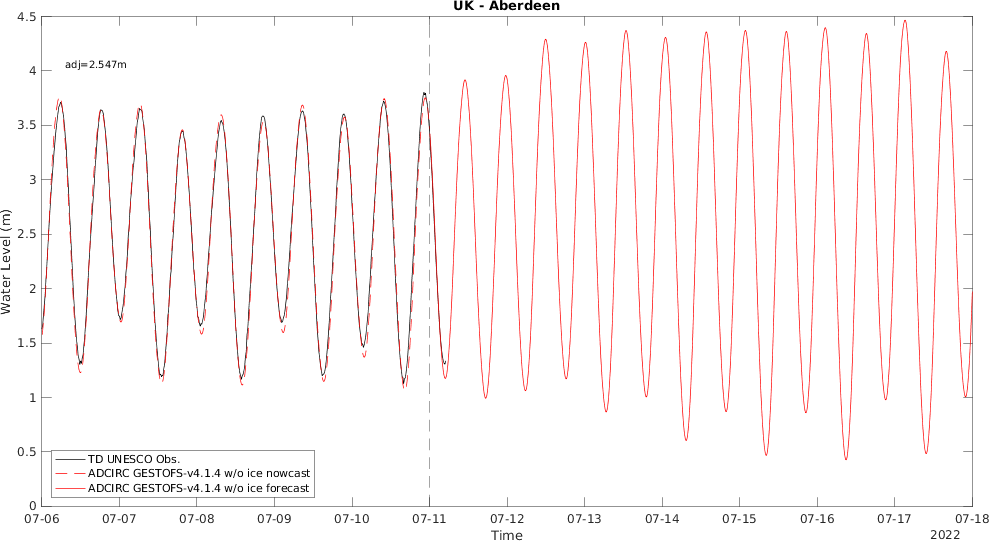 UK - Aberdeen
adj=2.547m
Water Level (m)
4.5
4
3.5
3
2.5
2
1.5
1
0.5
0
TD UNESCO Obs.
ADCIRC GESTOFS-v4.1.4 w/o ice nowcast
ADCIRC GESTOFS-v4.1.4 w/o ice forecast
07-06 07-07 07-08 07-09 07-10 07-11 07-12 07-13 07-14 07-15 07-16 07-17 07-18
Time
2022